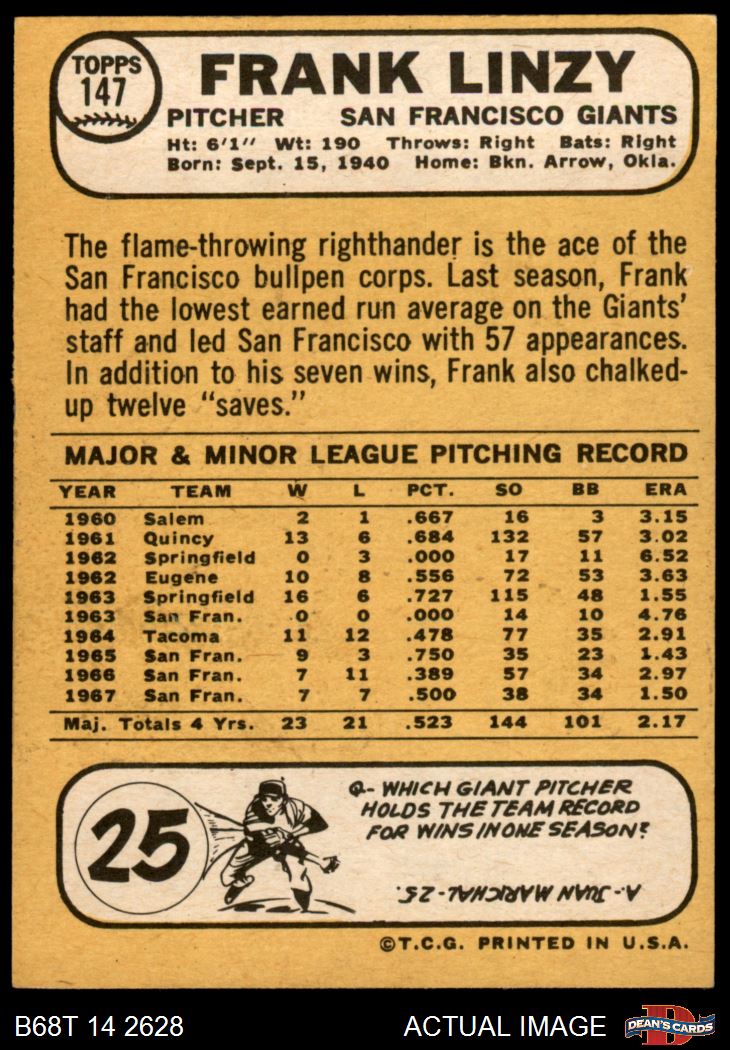 TOPPS
147
FRANK LINZY
PITCHER SAN FRANCISCO GIANTS
Ht: 6'1" Wt: 190 Throws: Right Bats: Right
Born: Sept. 15, 1940 Home: Bkn. Arrow, Okla.
The flame-throwing righthander is the ace of the
San Francisco bullpen corps. Last season, Frank
had the lowest earned run average on the Giants'
staff and led San Francisco with 57 appearances.
In addition to his seven wins, Frank also chalked-
up twelve "saves."
MAJOR & MINOR LEAGUE PITCHING RECORD
YEAR TEAM W L PCT. SO BB ERA
1960 Salem 2 1 .667 16 3 3.15
1961 Quincy 13 6 .684 132 57 3.02
1962 Springfield 0 3 .000 17 11 6.52
1962 Eugene 10 8 .556 72 53 3.63
1963 Springfield 16 6 .727 115 48 1.55
1963 San Fran. 0 0 .000 14 10 4.76
1964 Tacoma 11 12 .478 77 35 2.91
1965 San Fran. 9 3 .750 35 23 1.43
1966 San Fran. 7 11 .389 57 34 2.97
1967 San Fran. 7 7 .500 38 34 1.50
Maj. Totals 4 Yrs. 23 21 .523 144 101 2.17
25
Q- WHICH GIANT PITCHER
HOLDS THE TEAM RECORD
FOR WINS IN ONE SEASON?
A- JUAN MARICHAL - 25.
©T.C.G. PRINTED IN U.S.A.
B68T 14 2628 ACTUAL IMAGE
D
DEAN'S CARDS